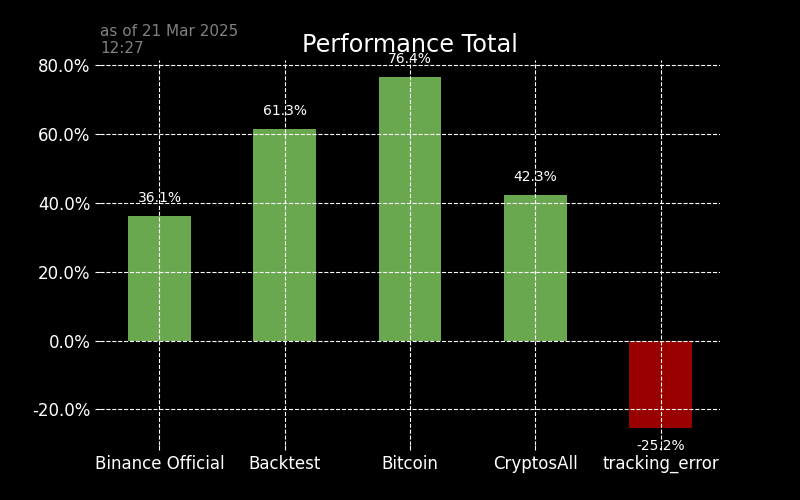 as of 21 Mar 2025
12:27
Performance Total
80.0%
60.0%
40.0%
20.0%
0.0%
-20.0%
36.1%
61.3%
76.4%
42.3%
-25.2%
Binance Official
Backtest
Bitcoin
CryptosAll
tracking_error